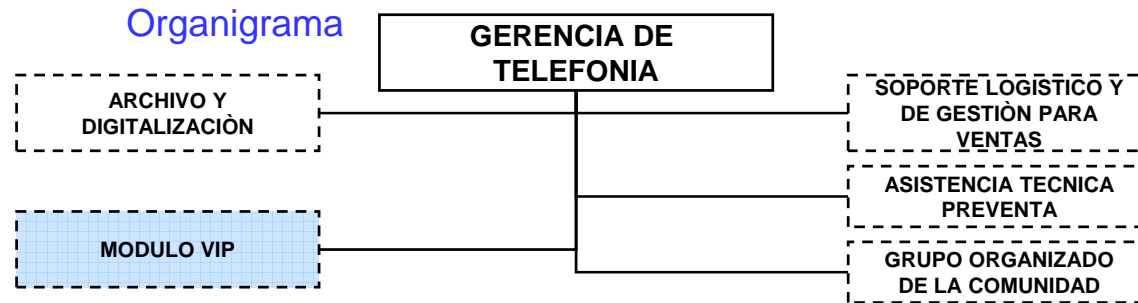 Organigrama
GERENCIA DE
TELEFONIA
ARCHIVO Y
DIGITALIZACIÒN
SOPORTE LOGISTICO Y
DE GESTIÒN PARA
VENTAS
ASISTENCIA TECNICA
PREVENTA
MODULO VIP
GRUPO ORGANIZADO
DE LA COMUNIDAD